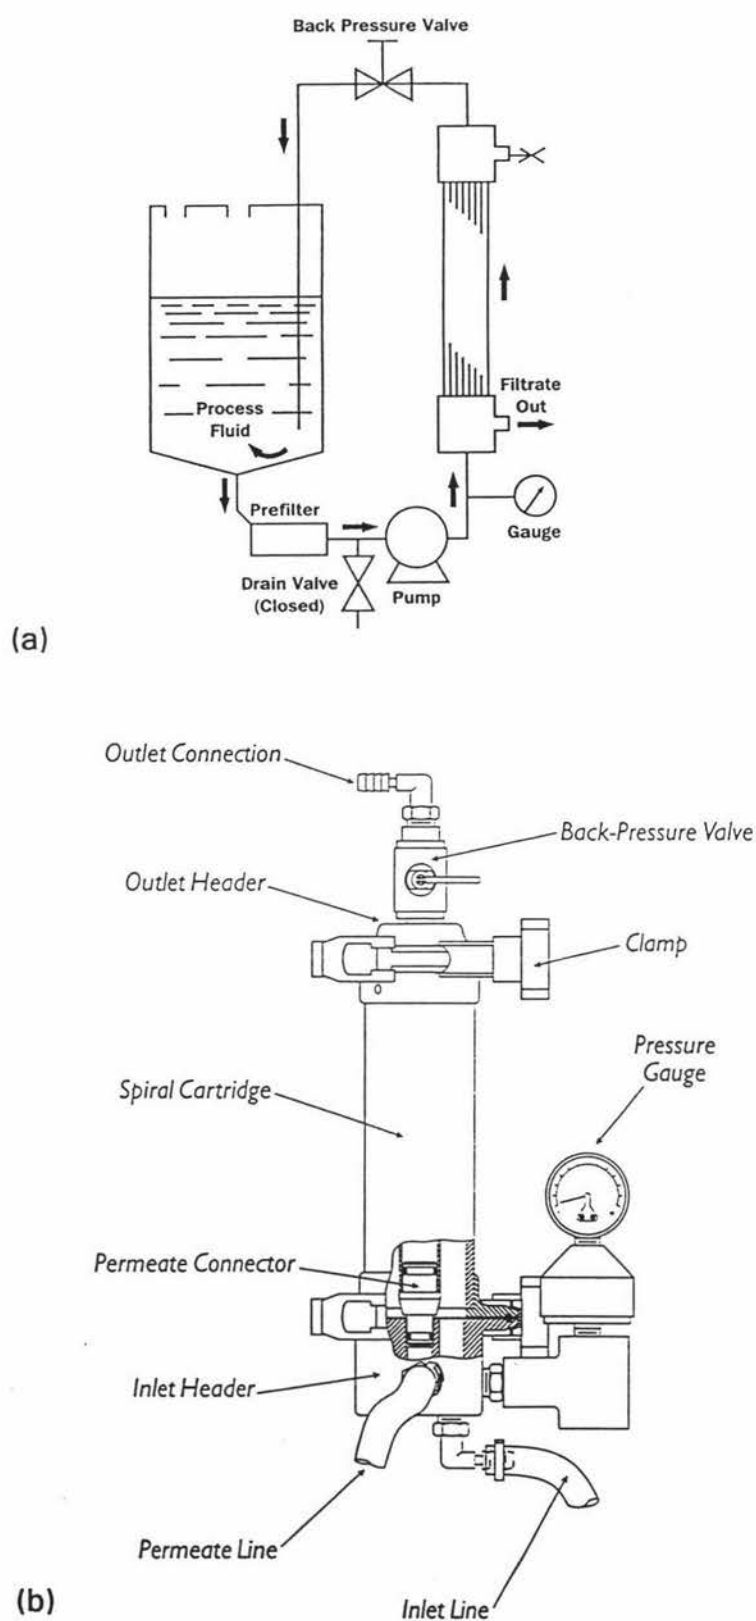 Back Pressure Valve
Process
Fluid
Filtrate
Out
Prefilter
Gauge
Drain Valve
(Closed)
Pump
(a)
Outlet Connection
Back-Pressure Valve
Outlet Header
Clamp
Pressure
Gauge
Spiral Cartridge
Permeate Connector
Inlet Header
Permeate Line
Inlet Line
(b)